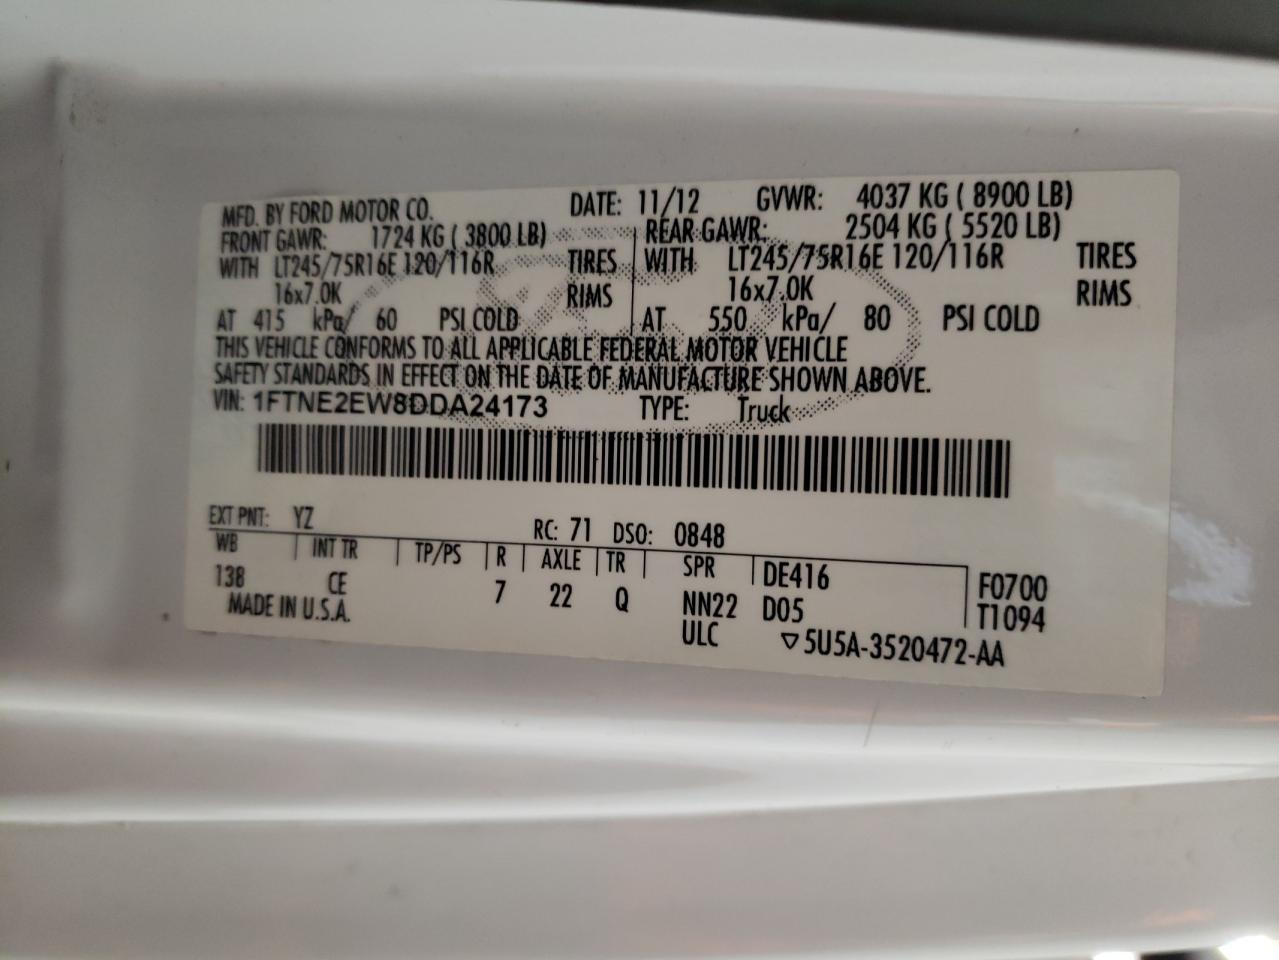 MFD. BY FORD MOTOR CO. DATE: 11/12 GVWR: 4037 KG ( 8900 LB)
FRONT GAWR: 1724 KG ( 3800 LB) REAR GAWR: 2504 KG ( 5520 LB)
WITH LT245/75R16E 120/116R TIRES WITH LT245/75R16E 120/116R TIRES
16x7.0K RIMS 16x7.0K RIMS
AT 415 kPa/ 60 PSI COLD AT 550 kPa/ 80 PSI COLD
THIS VEHICLE CONFORMS TO ALL APPLICABLE FEDERAL MOTOR VEHICLE
SAFETY STANDARDS IN EFFECT ON THE DATE OF MANUFACTURE SHOWN ABOVE.
VIN: 1FTNE2EW8DDA24173 TYPE: Truck
EXT PNT: YZ RC: 71 DSO: 0848
WB INT TR TP/PS R AXLE TR SPR DE416 F0700
138 CE 7 22 Q NN22 D05 T1094
MADE IN U.S.A. ULC ▽5U5A-3520472-AA